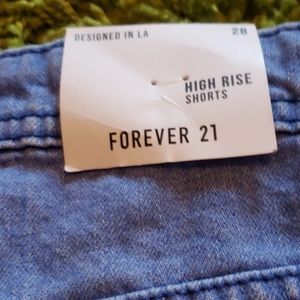 DESIGNED IN LA 28
HIGH RISE
SHORTS
FOREVER 21